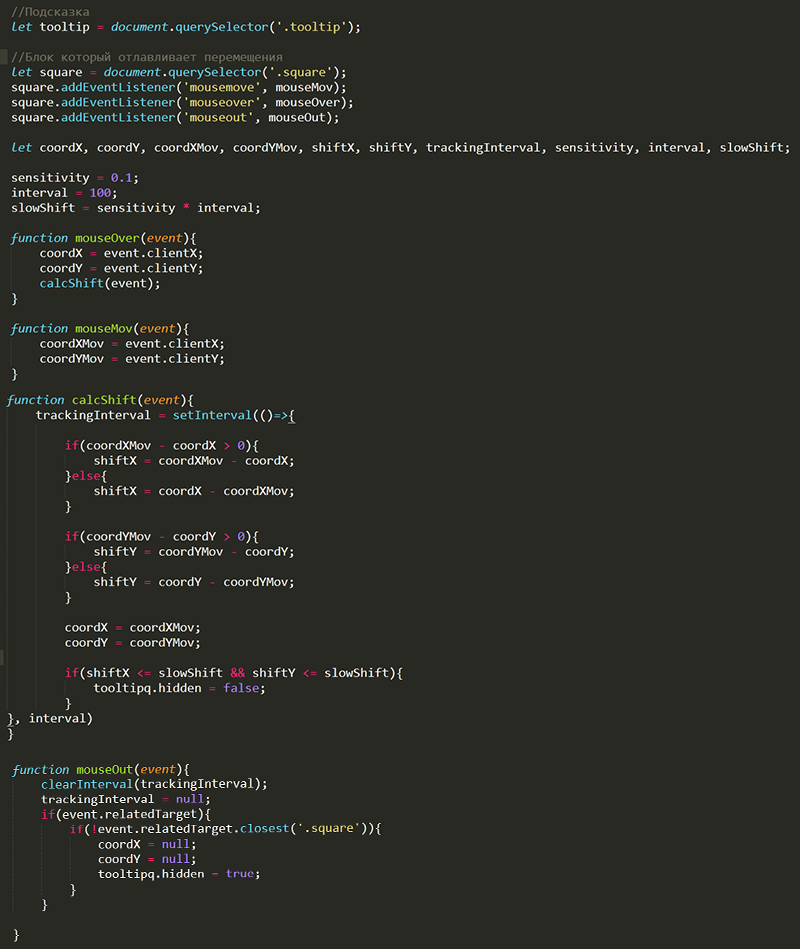 //Подсказка
let tooltip = document.querySelector('.tooltip');
//Блок который отлавливает перемещения
let square = document.querySelector('.square');
square.addEventListener('mousemove', mouseMov);
square.addEventListener('mouseover', mouseOver);
square.addEventListener('mouseout', mouseOut);
let coordX, coordY, coordXMov, coordYMov, shiftX, shiftY, trackingInterval, sensitivity, interval, slowShift;
sensitivity = 0.1;
interval = 100;
slowShift = sensitivity * interval;
function mouseOver(event){
coordX = event.clientX;
coordY = event.clientY;
calcShift(event);
}
function mouseMov(event){
coordXMov = event.clientX;
coordYMov = event.clientY;
}
function calcShift(event){
trackingInterval = setInterval(()=>{
if(coordXMov - coordX > 0){
shiftX = coordXMov - coordX;
}else{
shiftX = coordX - coordXMov;
}
if(coordYMov - coordY > 0){
shiftY = coordYMov - coordY;
}else{
shiftY = coordY - coordYMov;
}
coordX = coordXMov;
coordY = coordYMov;
if(shiftX <= slowShift && shiftY <= slowShift){
tooltipq.hidden = false;
}
}, interval)
}
function mouseOut(event){
clearInterval(trackingInterval);
trackingInterval = null;
if(event.relatedTarget){
if(!event.relatedTarget.closest('.square')){
coordX = null;
coordY = null;
tooltipq.hidden = true;
}
}
}